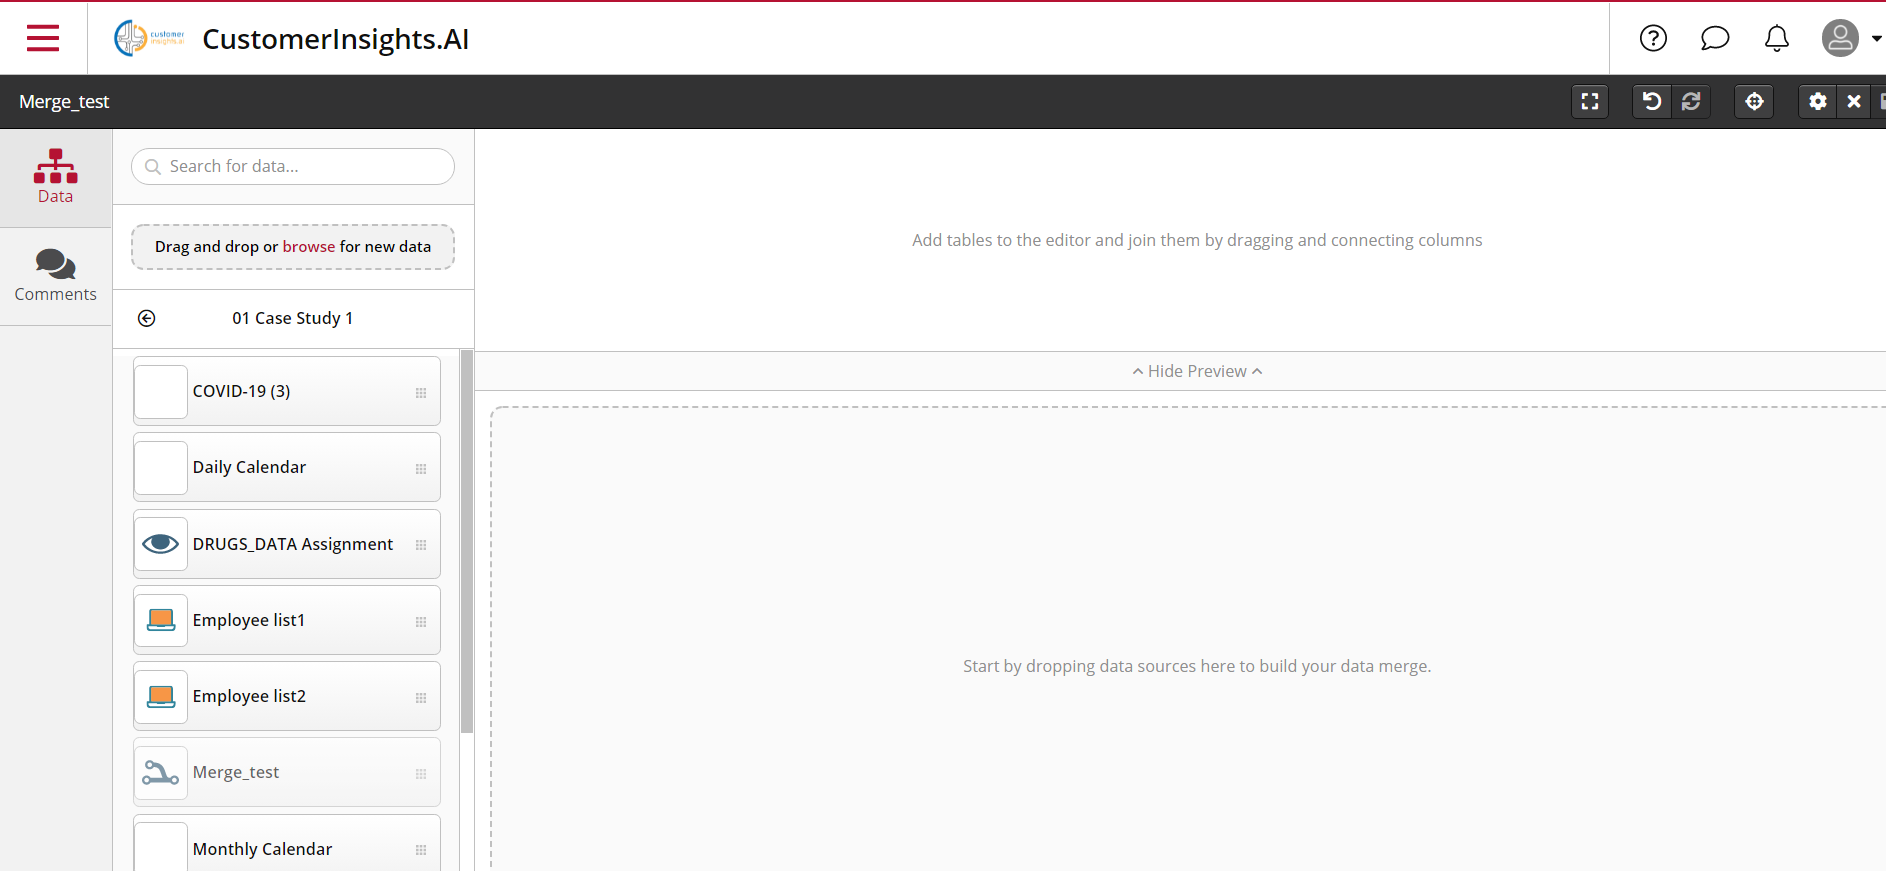 customer
insights.ai
CustomerInsights.AI
Merge_test
Data
Comments
Search for data...
Drag and drop or browse for new data
01 Case Study 1
COVID-19 (3)
Daily Calendar
DRUGS_DATA Assignment
Employee list1
Employee list2
Merge_test
Monthly Calendar
Add tables to the editor and join them by dragging and connecting columns
Hide Preview
Start by dropping data sources here to build your data merge.